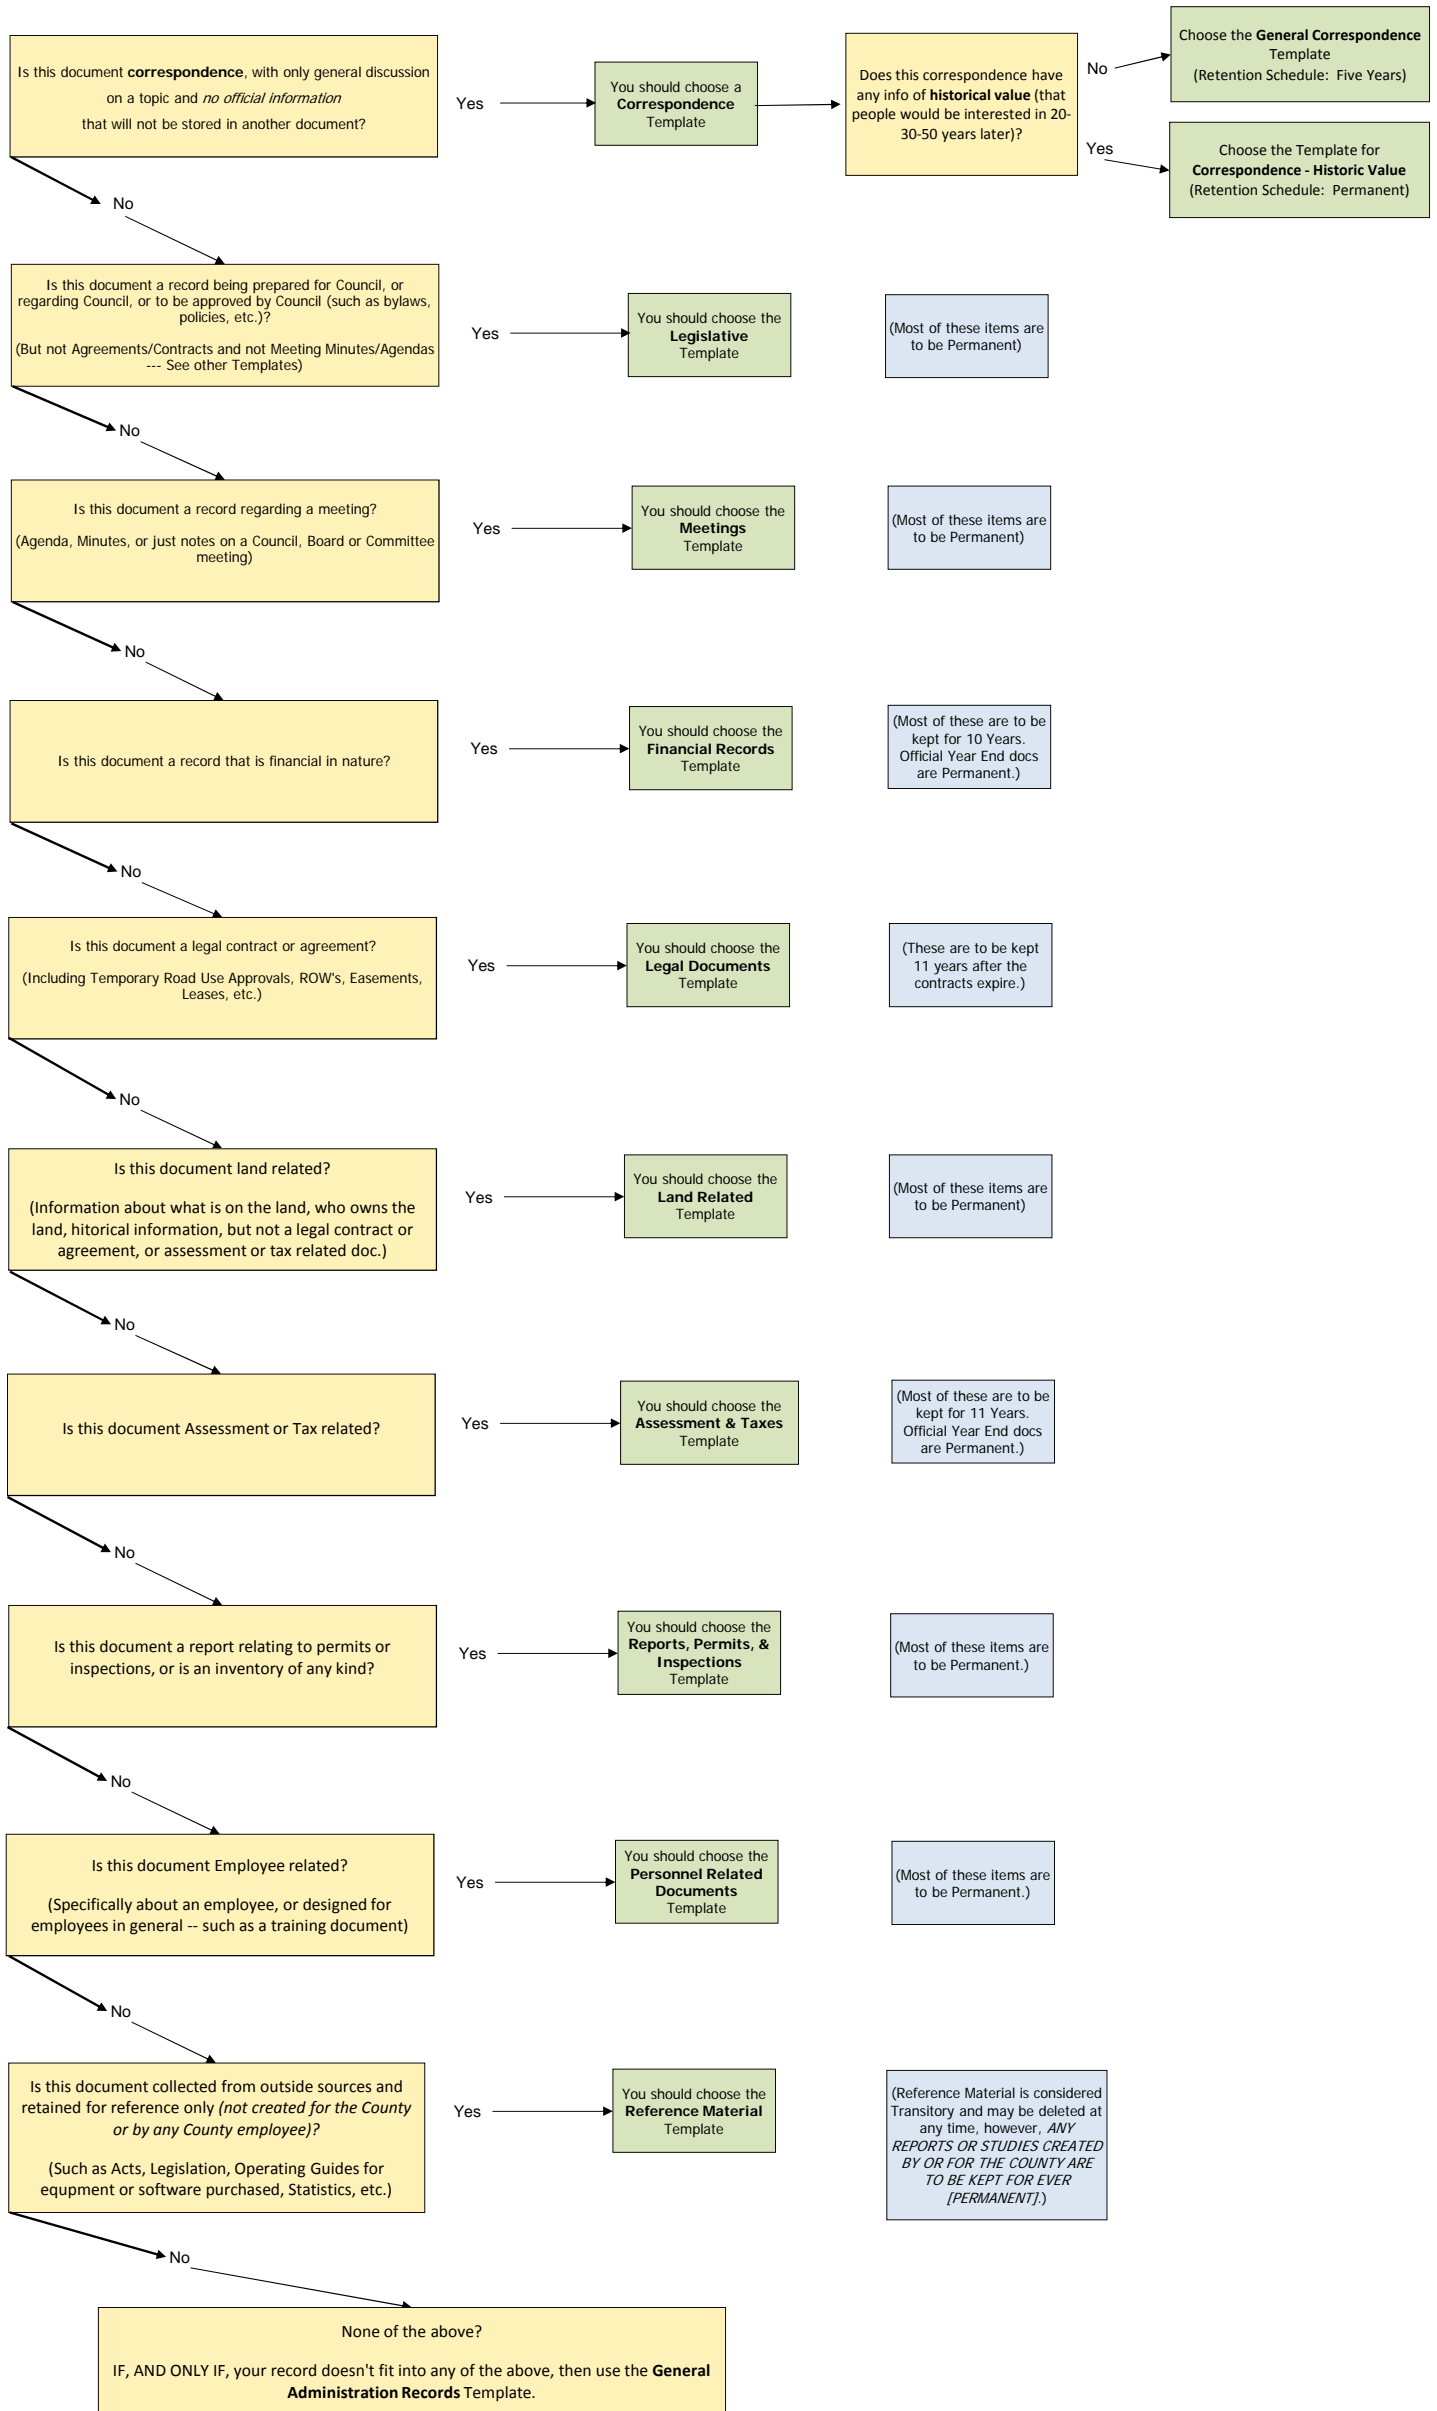 Is this document correspondence, with only general discussion
on a topic and no official information
that will not be stored in another document?
Yes
You should choose a
Correspondence
Template
Does this correspondence have
any info of historical value (that
people would be interested in 20-
30-50 years later)?
No
Choose the General Correspondence
Template
(Retention Schedule:  Five Years)
Yes
Choose the Template for
Correspondence - Historic Value
(Retention Schedule:  Permanent)
No
Is this document a record being prepared for Council, or
regarding Council, or to be approved by Council (such as bylaws,
policies, etc.)?
(But not Agreements/Contracts and not Meeting Minutes/Agendas
--- See other Templates)
Yes
You should choose the
Legislative
Template
(Most of these items are
to be Permanent)
No
Is this document a record regarding a meeting?
(Agenda, Minutes, or just notes on a Council, Board or Committee
meeting)
Yes
You should choose the
Meetings
Template
(Most of these items are
to be Permanent)
No
Is this document a record that is financial in nature?
Yes
You should choose the
Financial Records
Template
(Most of these are to be
kept for 10 Years.
Official Year End docs
are Permanent.)
No
Is this document a legal contract or agreement?
(Including Temporary Road Use Approvals, ROW's, Easements,
Leases, etc.)
Yes
You should choose the
Legal Documents
Template
(These are to be kept
11 years after the
contracts expire.)
No
Is this document land related?
(Information about what is on the land, who owns the
land, hitorical information, but not a legal contract or
agreement, or assessment or tax related doc.)
Yes
You should choose the
Land Related
Template
(Most of these items are
to be Permanent)
No
Is this document Assessment or Tax related?
Yes
You should choose the
Assessment & Taxes
Template
(Most of these are to be
kept for 11 Years.
Official Year End docs
are Permanent.)
No
Is this document a report relating to permits or
inspections, or is an inventory of any kind?
Yes
You should choose the
Reports, Permits, &
Inspections
Template
(Most of these items are
to be Permanent.)
No
Is this document Employee related?
(Specifically about an employee, or designed for
employees in general -- such as a training document)
Yes
You should choose the
Personnel Related
Documents
Template
(Most of these items are
to be Permanent.)
No
Is this document collected from outside sources and
retained for reference only (not created for the County
or by any County employee)?
(Such as Acts, Legislation, Operating Guides for
equpment or software purchased, Statistics, etc.)
Yes
You should choose the
Reference Material
Template
(Reference Material is considered
Transitory and may be deleted at
any time, however, ANY
REPORTS OR STUDIES CREATED
BY OR FOR THE COUNTY ARE
TO BE KEPT FOR EVER
[PERMANENT].)
No
None of the above?
IF, AND ONLY IF, your record doesn't fit into any of the above, then use the General
Administration Records Template.